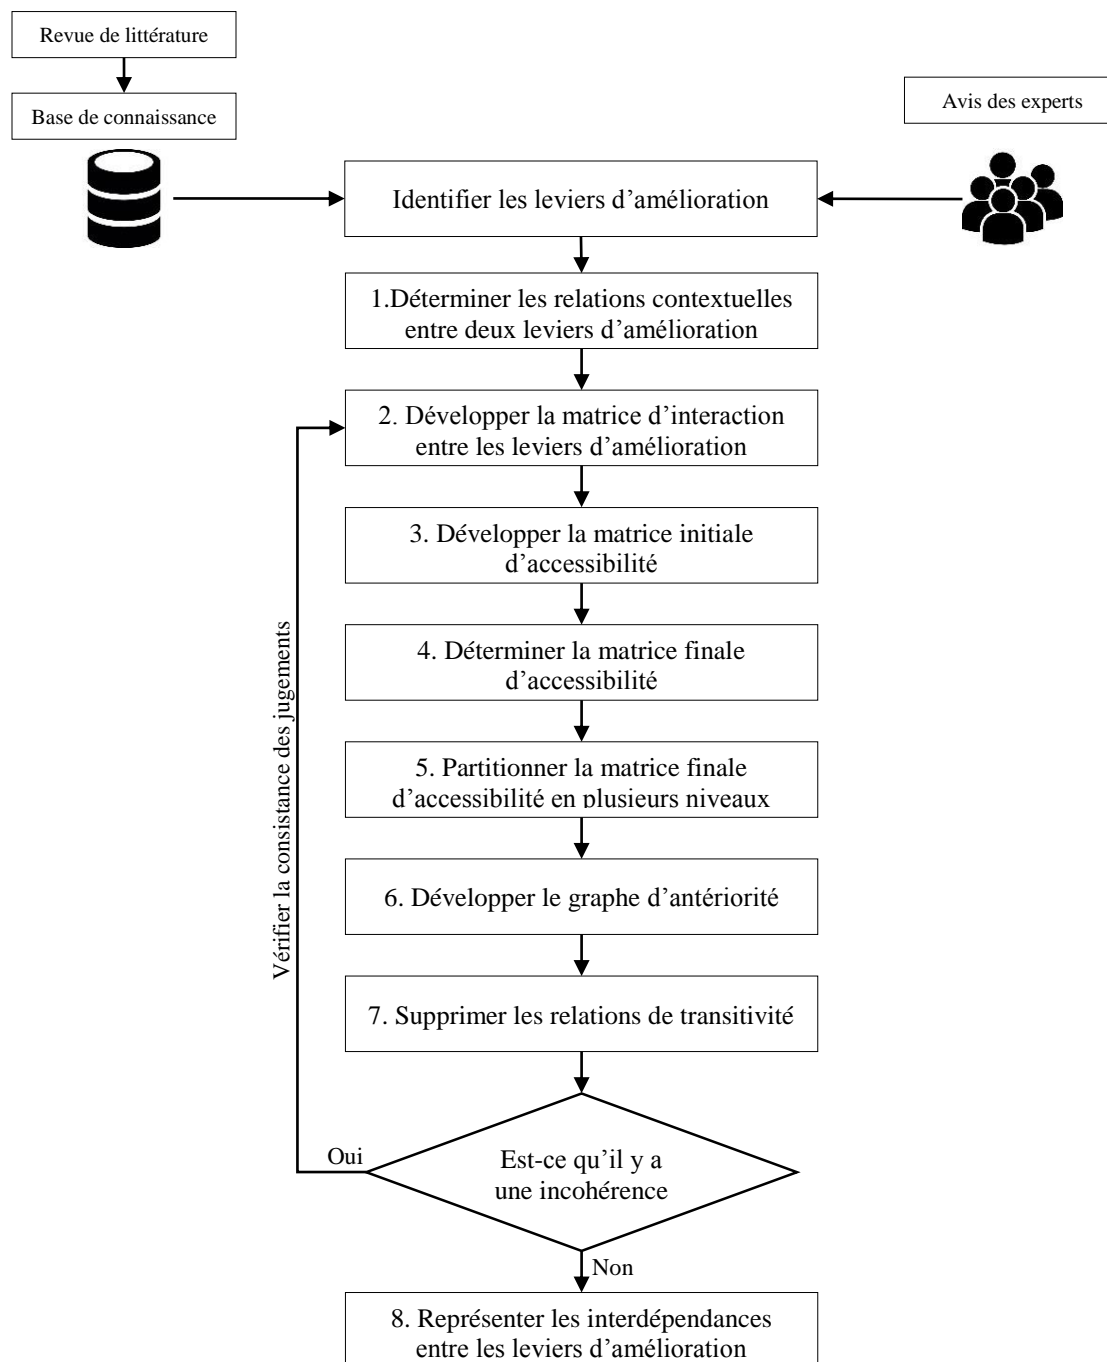 Revue de littérature
Base de connaissance
Avis des experts
Identifier les leviers d’amélioration
1.Déterminer les relations contextuelles
entre deux leviers d’amélioration
2. Développer la matrice d’interaction
entre les leviers d’amélioration
3. Développer la matrice initiale
d’accessibilité
4. Déterminer la matrice finale
d’accessibilité
5. Partitionner la matrice finale
d’accessibilité en plusieurs niveaux
6. Développer le graphe d’antériorité
7. Supprimer les relations de transitivité
Vérifier la consistance des jugements
Oui
Est-ce qu’il y a
une incohérence
Non
8. Représenter les interdépendances
entre les leviers d’amélioration